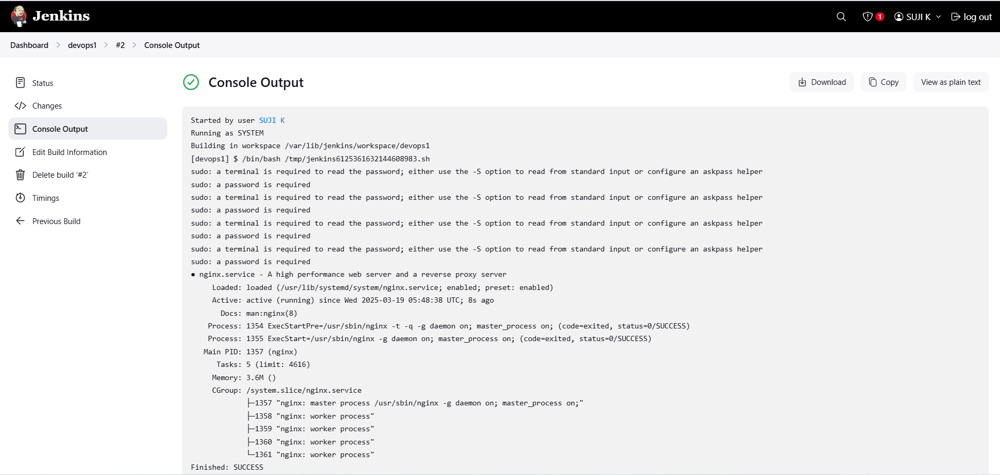 Jenkins
1
SUJI K
log out
Dashboard > devops1 > #2 > Console Output
Status
Changes
Console Output
Edit Build Information
Delete build ‘#2’
Timings
Previous Build
Console Output
Download
Copy
View as plain text
Started by user SUJI K
Running as SYSTEM
Building in workspace /var/lib/jenkins/workspace/devops1
[devops1] $ /bin/bash /tmp/jenkins6125361632144608983.sh
sudo: a terminal is required to read the password; either use the -S option to read from standard input or configure an askpass helper
sudo: a password is required
sudo: a terminal is required to read the password; either use the -S option to read from standard input or configure an askpass helper
sudo: a password is required
sudo: a terminal is required to read the password; either use the -S option to read from standard input or configure an askpass helper
sudo: a password is required
sudo: a terminal is required to read the password; either use the -S option to read from standard input or configure an askpass helper
sudo: a password is required
● nginx.service - A high performance web server and a reverse proxy server
Loaded: loaded (/usr/lib/systemd/system/nginx.service; enabled; preset: enabled)
Active: active (running) since Wed 2025-03-19 05:48:38 UTC; 8s ago
Docs: man:nginx(8)
Process: 1354 ExecStartPre=/usr/sbin/nginx -t -q -g daemon on; master_process on; (code=exited, status=0/SUCCESS)
Process: 1355 ExecStart=/usr/sbin/nginx -g daemon on; master_process on; (code=exited, status=0/SUCCESS)
Main PID: 1357 (nginx)
Tasks: 5 (limit: 4616)
Memory: 3.6M ()
CGroup: /system.slice/nginx.service
├─1357 "nginx: master process /usr/sbin/nginx -g daemon on; master_process on;"
├─1358 "nginx: worker process"
├─1359 "nginx: worker process"
├─1360 "nginx: worker process"
└─1361 "nginx: worker process"
Finished: SUCCESS